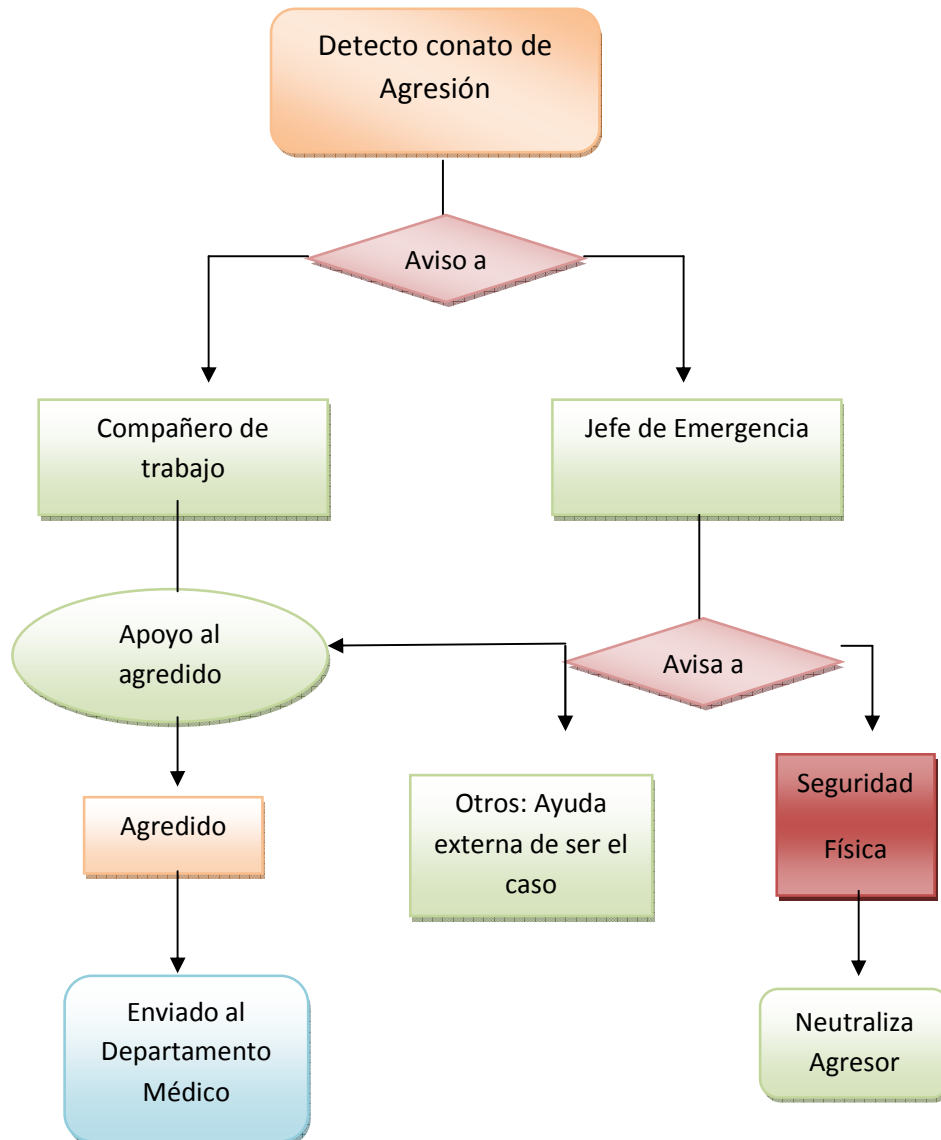 Detecto conato de
Agresión
Aviso a
Compañero de
trabajo
Jefe de Emergencia
Apoyo al
agredido
Avisa a
Agredido
Otros: Ayuda
externa de ser el
caso
Seguridad
Física
Enviado al
Departamento
Médico
Neutraliza
Agresor